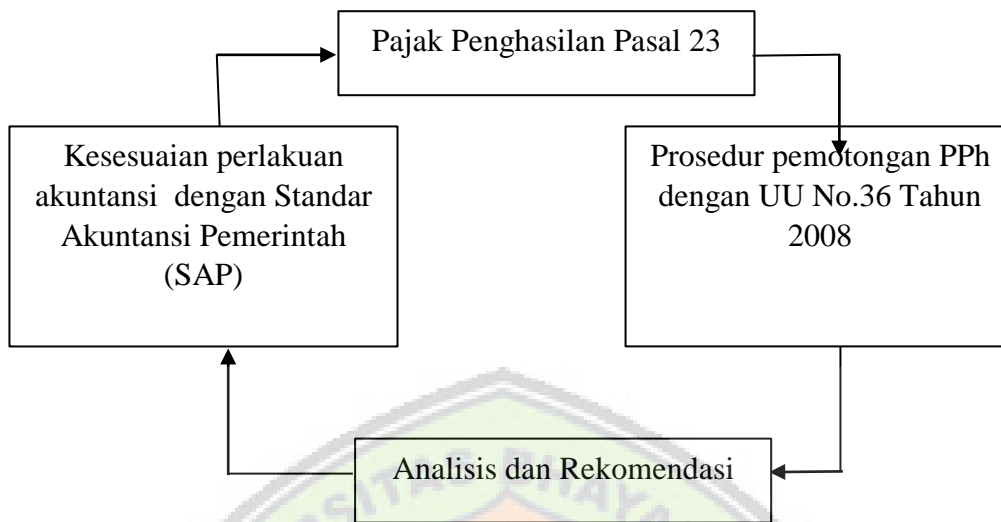 Pajak Penghasilan Pasal 23
Kesesuaian perlakuan
akuntansi dengan Standar
Akuntansi Pemerintah
(SAP)
Prosedur pemotongan PPh
dengan UU No.36 Tahun
2008
Analisis dan Rekomendasi